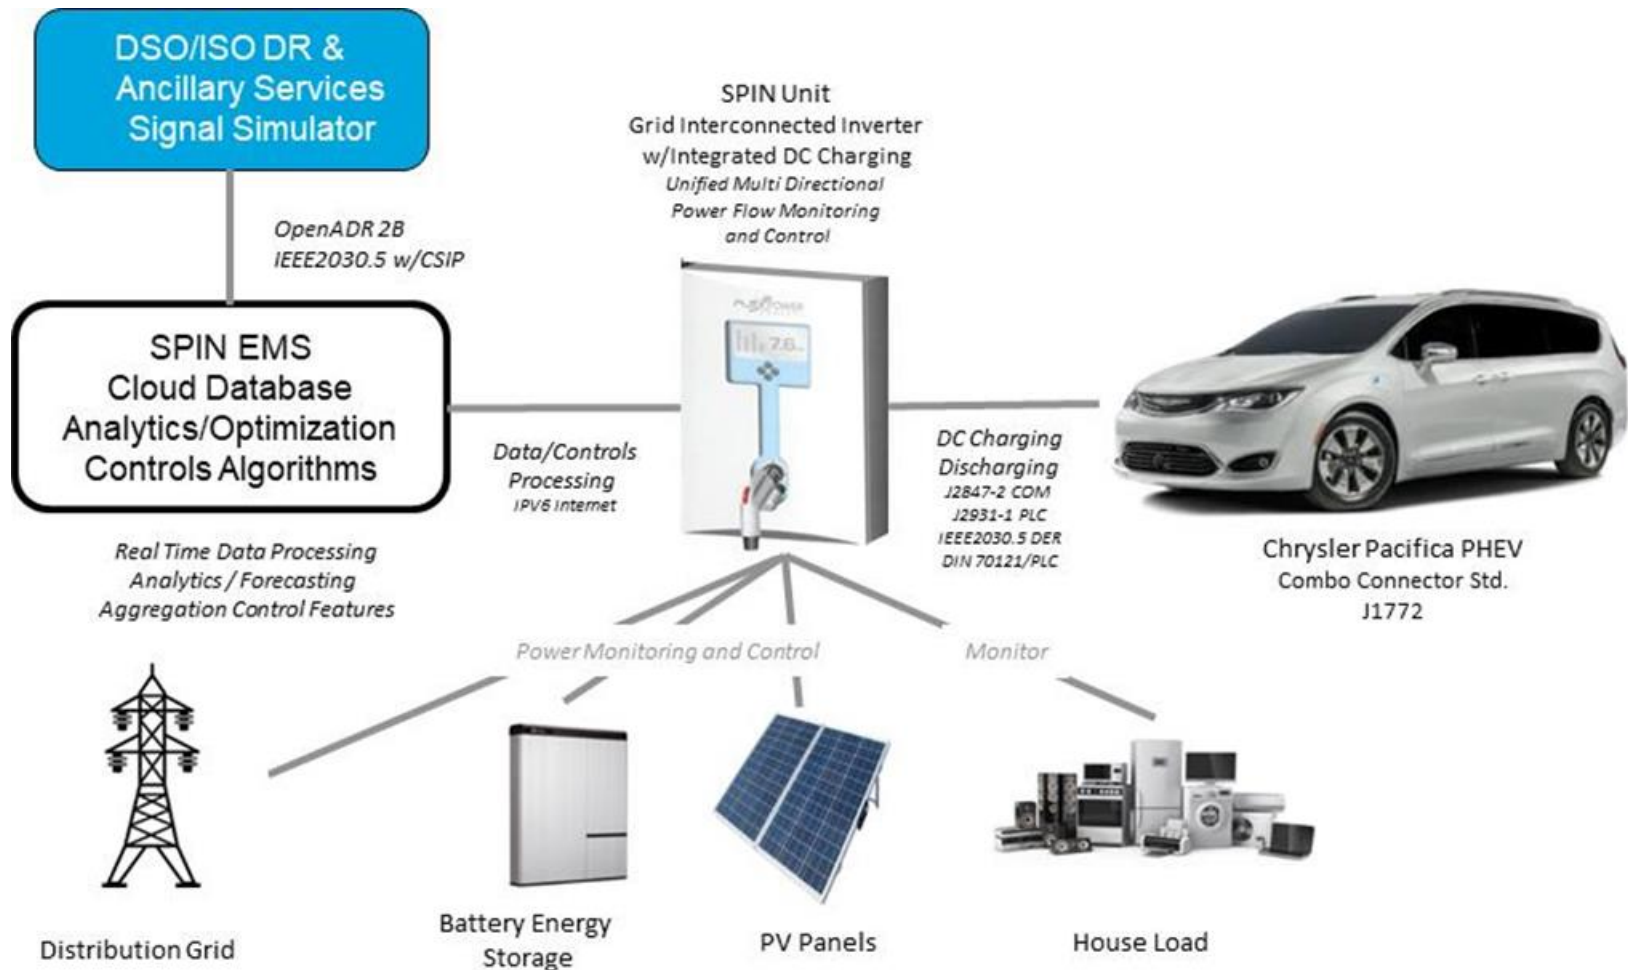 DSO/ISO DR &
Ancillary Services
Signal Simulator
OpenADR 2B
IEEE2030.5 w/CSIP
SPIN EMS
Cloud Database
Analytics/Optimization
Controls Algorithms
Real Time Data Processing
Analytics / Forecasting
Aggregation Control Features
Data/Controls
Processing
IPV6 Internet
SPIN Unit
Grid Interconnected Inverter
w/Integrated DC Charging
Unified Multi Directional
Power Flow Monitoring
and Control
7.6
DC Charging
Discharging
J2847-2 COM
J2931-1 PLC
IEEE2030.5 DER
DIN 70121/PLC
Chrysler Pacifica PHEV
Combo Connector Std.
J1772
Power Monitoring and Control
Monitor
Distribution Grid
Battery Energy
Storage
PV Panels
House Load